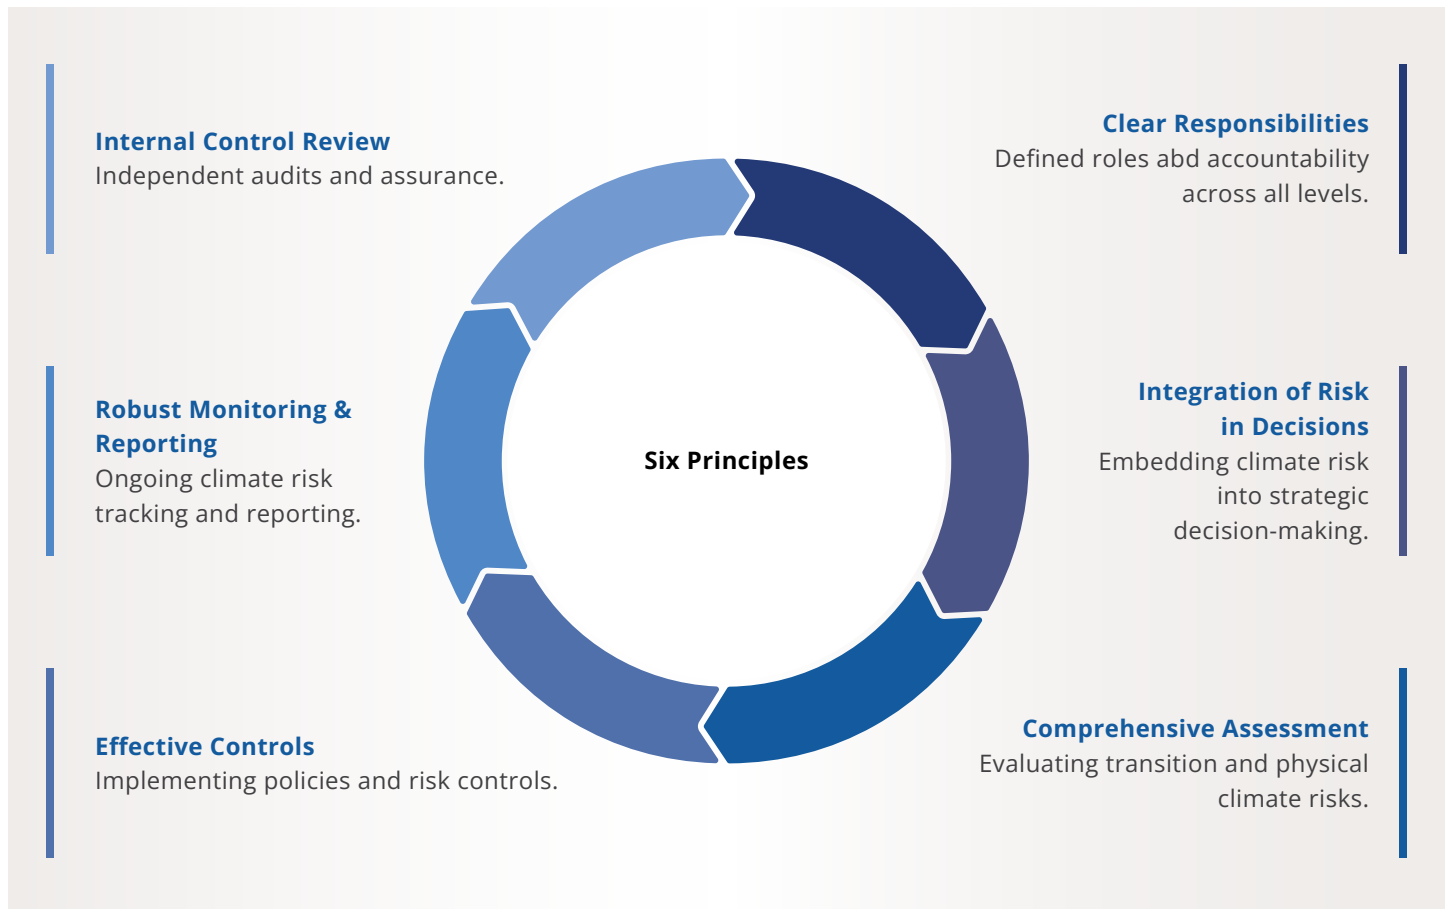 Internal Control Review
Independent audits and assurance.
Clear Responsibilities
Defined roles abd accountability
across all levels.
Robust Monitoring &
Reporting
Ongoing climate risk
tracking and reporting.
Six Principles
Integration of Risk
in Decisions
Embedding climate risk
into strategic
decision-making.
Effective Controls
Implementing policies and risk controls.
Comprehensive Assessment
Evaluating transition and physical
climate risks.